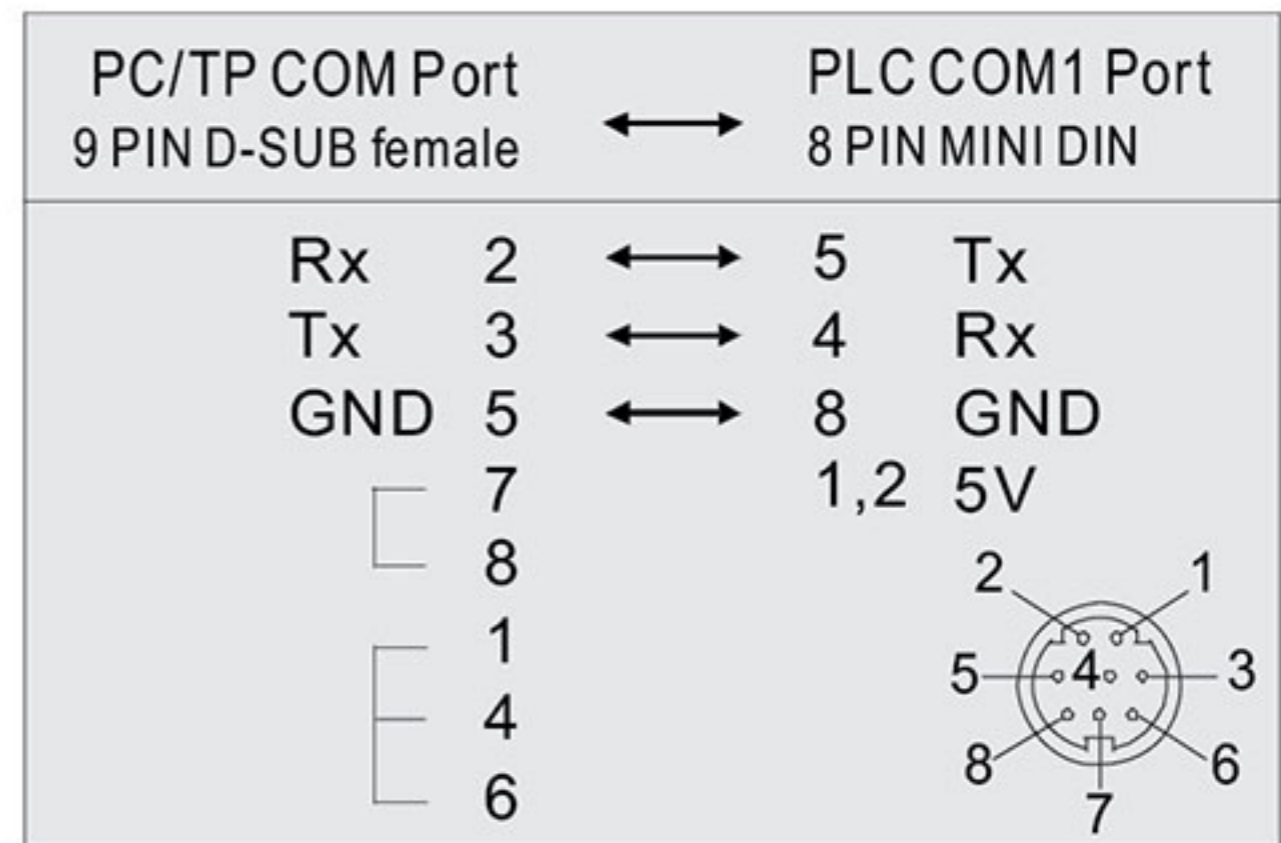 PC/TP COM Port PLC COM1 Port
9 PIN D-SUB female 8 PIN MINI DIN
Rx 2 5 Tx
Tx 3 4 Rx
GND 5 8 GND
7 1,2 5V
8
1
4
6
2 1
5 4 3
8 6
7